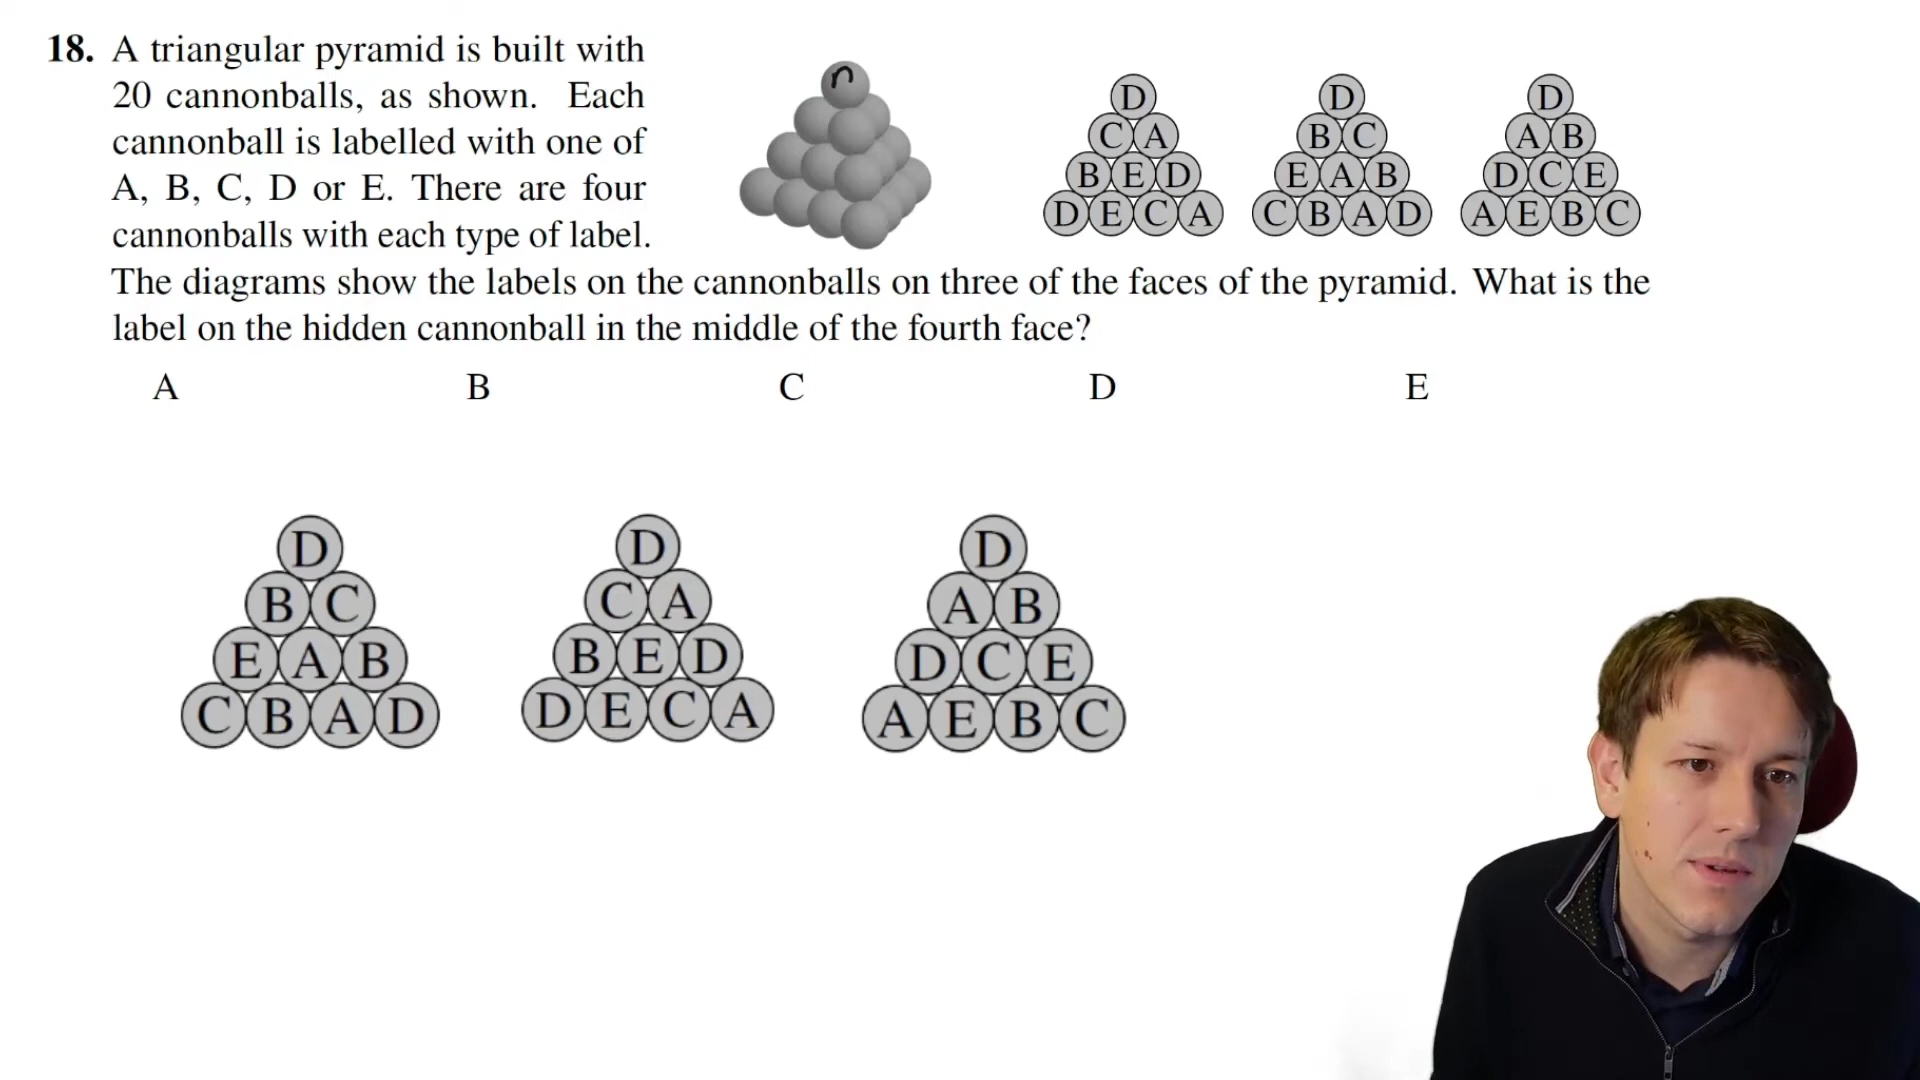 18. A triangular pyramid is built with
20 cannonballs, as shown. Each
cannonball is labelled with one of
A, B, C, D or E. There are four
cannonballs with each type of label.
The diagrams show the labels on the cannonballs on three of the faces of the pyramid. What is the
label on the hidden cannonball in the middle of the fourth face?
D
C A
B E D
D E C A
D
B C
E A B
C B A D
D
A B
D C E
A E B C
A B C D E
D
B C
E A B
C B A D
D
C A
B E D
D E C A
D
A B
D C E
A E B C